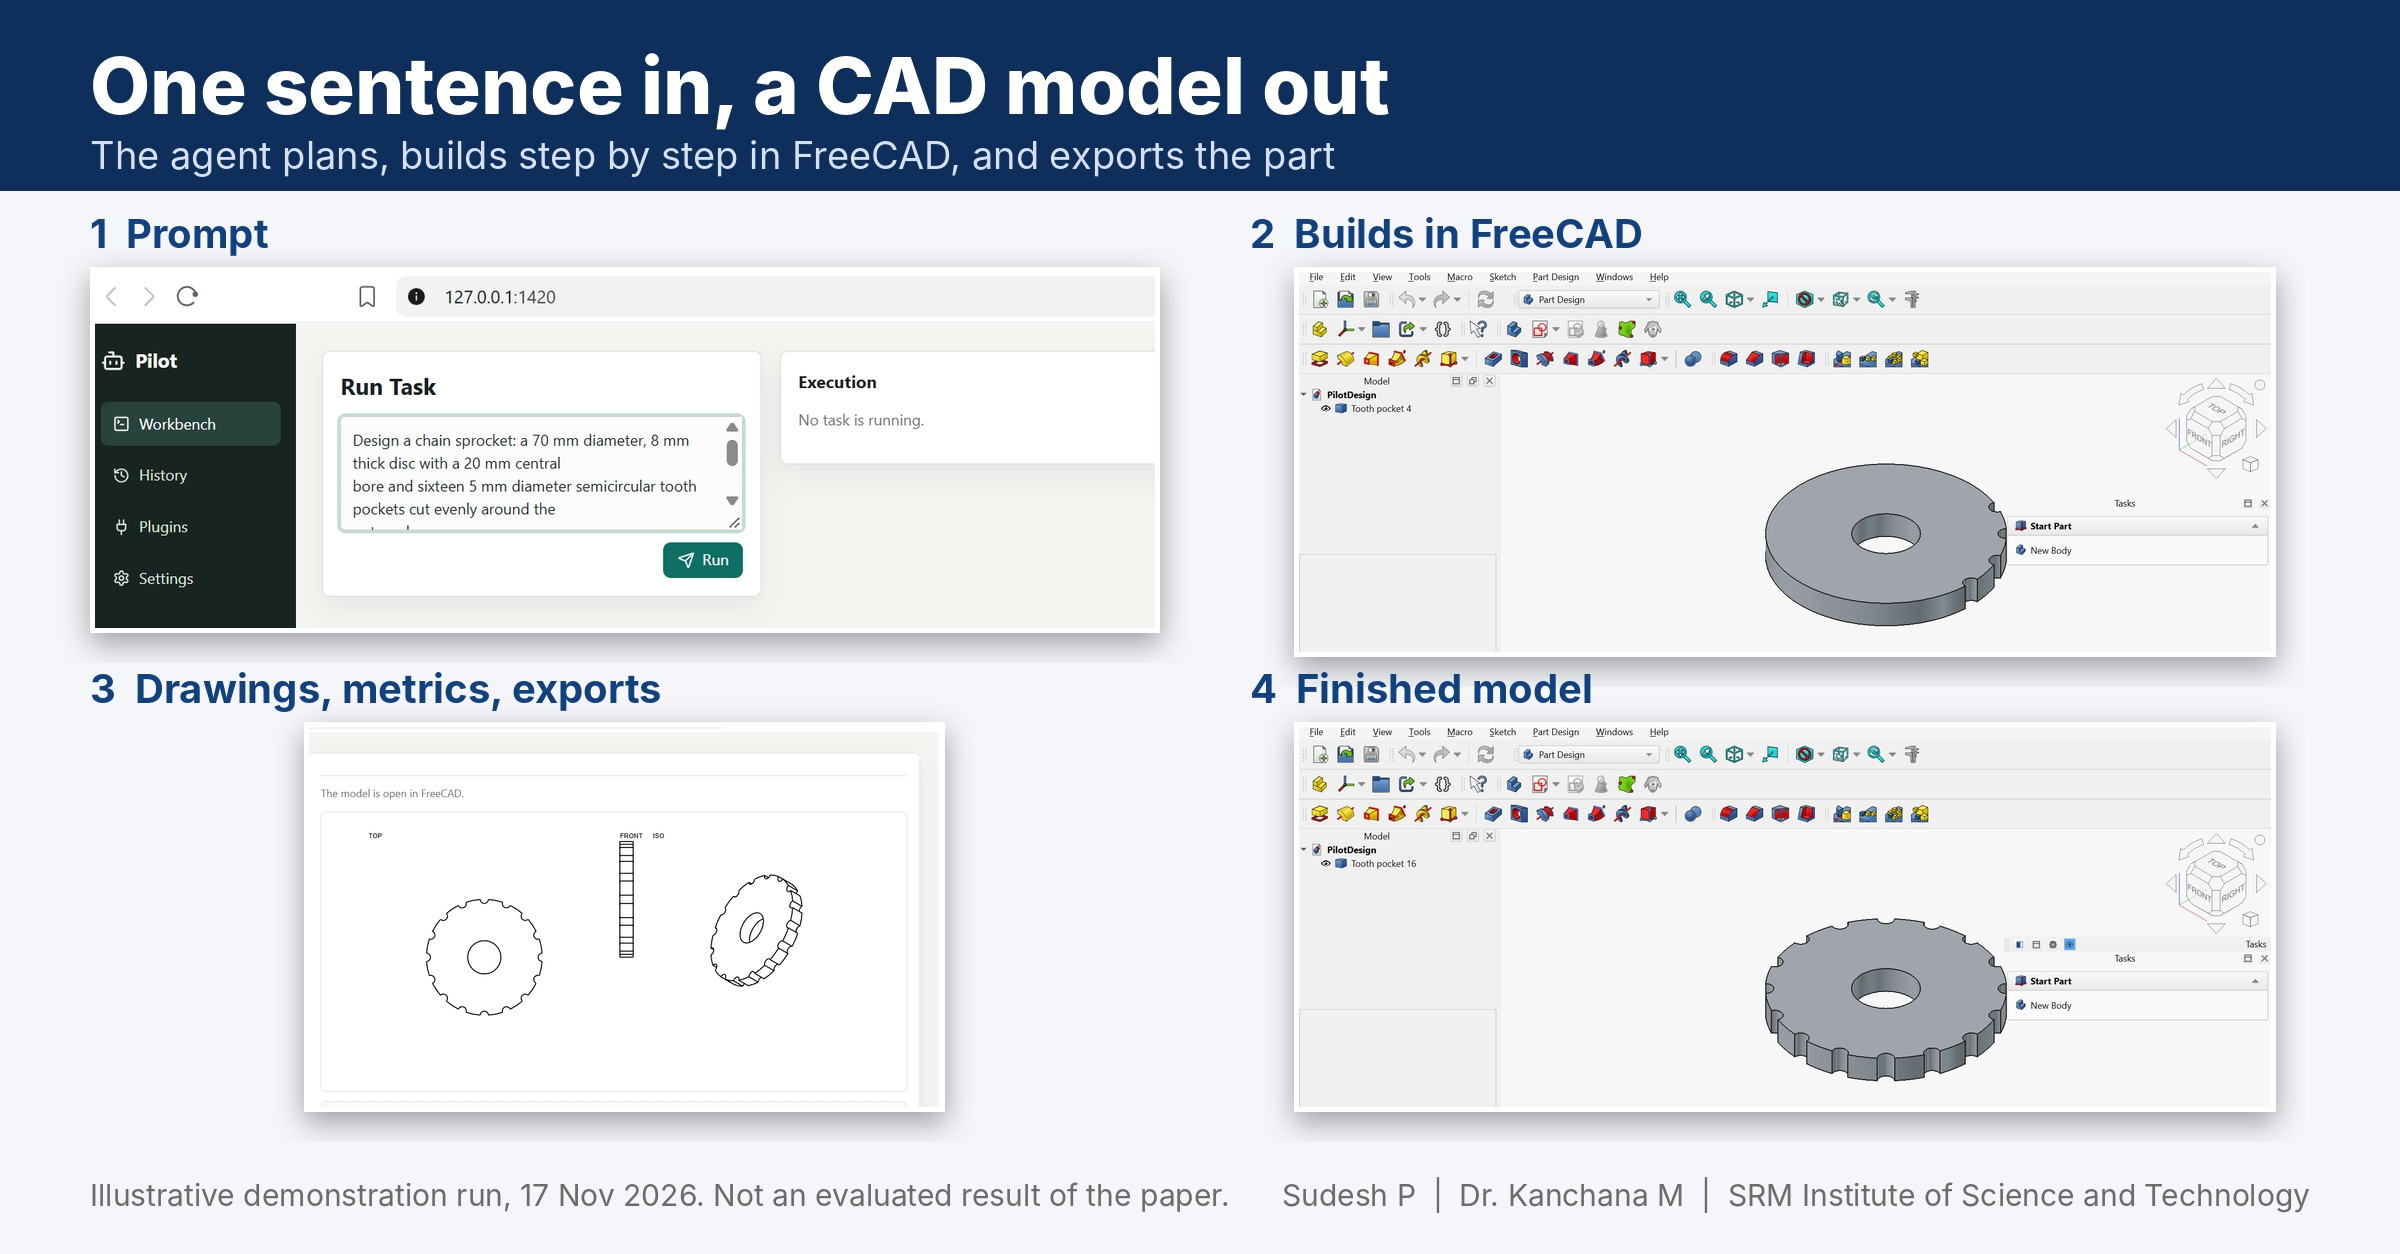 One sentence in, a CAD model out
The agent plans, builds step by step in FreeCAD, and exports the part
1 Prompt
127.0.0.1:1420
Pilot
Workbench
History
Plugins
Settings
Run Task
Design a chain sprocket: a 70 mm diameter, 8 mm
thick disc with a 20 mm central
bore and sixteen 5 mm diameter semicircular tooth
pockets cut evenly around the
Run
Execution
No task is running.
2 Builds in FreeCAD
File Edit View Tools Macro Sketch Part Design Windows Help
Part Design
Model
PilotDesign
Tooth pocket 4
TOP
FRONT
RIGHT
Tasks
Start Part
New Body
3 Drawings, metrics, exports
The model is open in FreeCAD.
TOP
FRONT
ISO
4 Finished model
File Edit View Tools Macro Sketch Part Design Windows Help
Part Design
Model
PilotDesign
Tooth pocket 16
TOP
FRONT
RIGHT
Tasks
Tasks
Start Part
New Body
Illustrative demonstration run, 17 Nov 2026. Not an evaluated result of the paper.
Sudesh P | Dr. Kanchana M | SRM Institute of Science and Technology